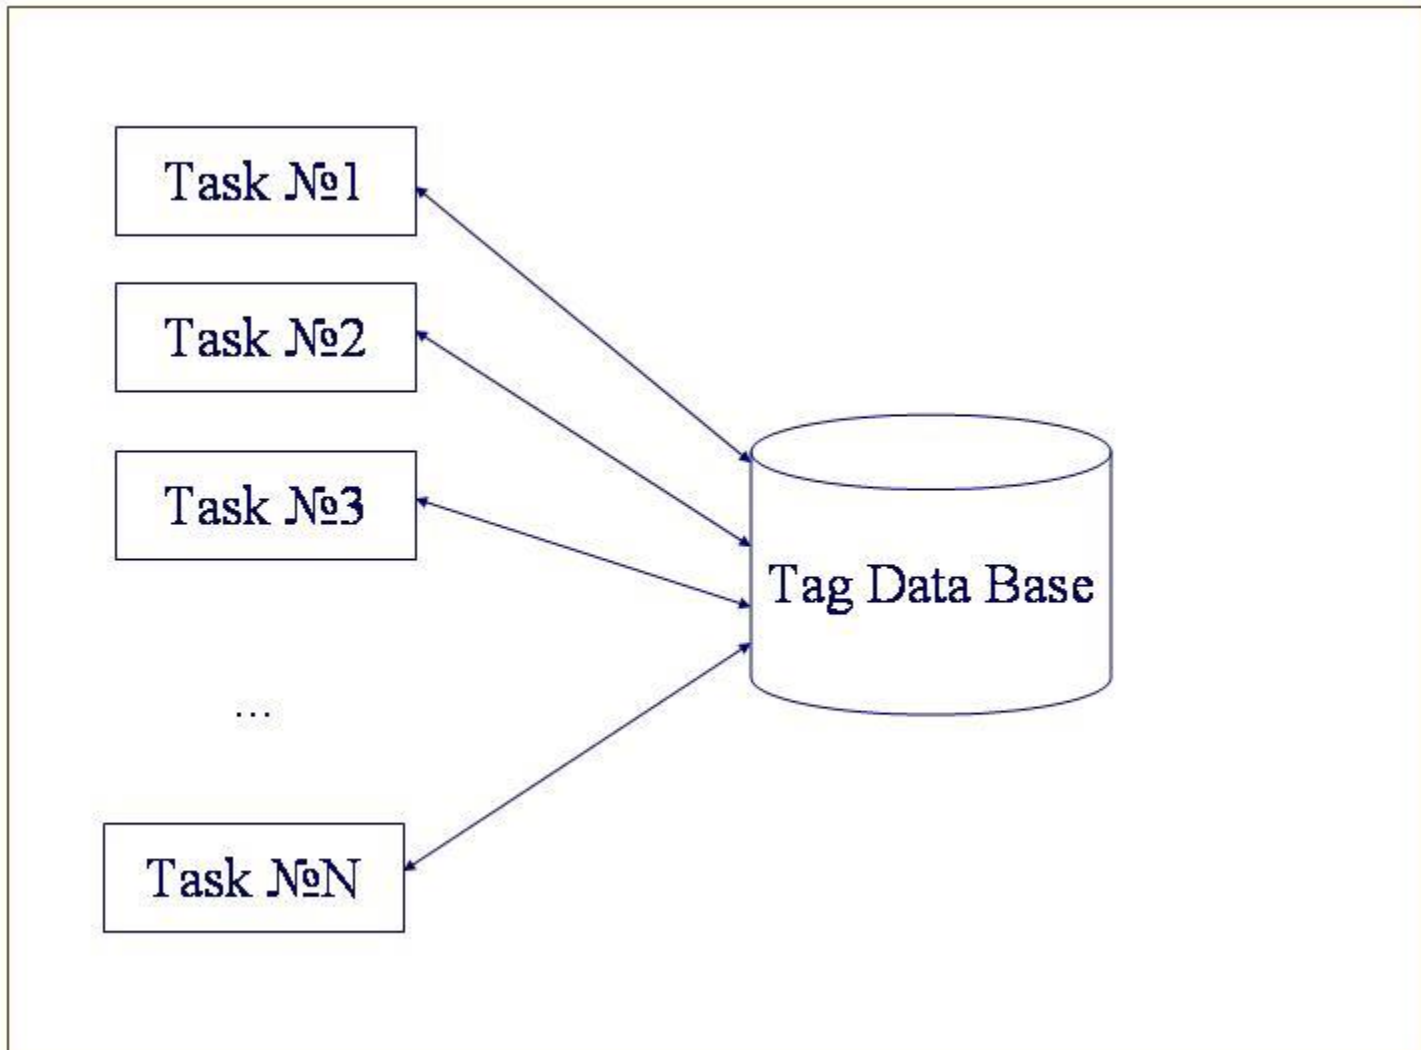 Task №1
Task №2
Task №3
Tag Data Base
...
Task №N